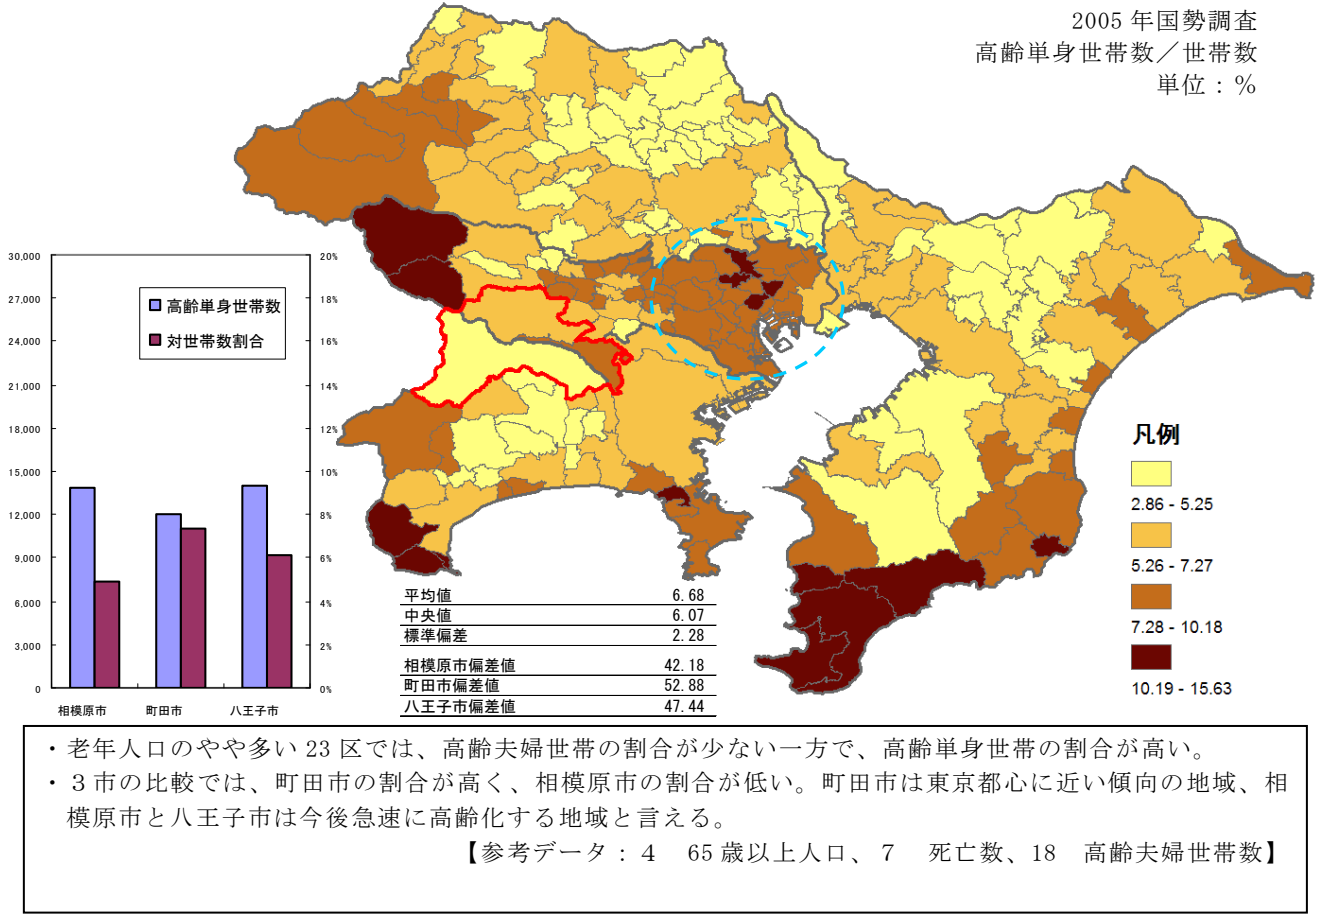 2005 年国勢調査
高齢単身世帯数／世帯数
単位：％
30,000
27,000
24,000
21,000
18,000
15,000
12,000
9,000
6,000
3,000
0
20%
18%
16%
14%
12%
10%
8%
6%
4%
2%
0%
高齢単身世帯数
対世帯数割合
相模原市
町田市
八王子市
平均値 6.68
中央値 6.07
標準偏差 2.28
相模原市偏差値 42.18
町田市偏差値 52.88
八王子市偏差値 47.44
凡例
2.86 - 5.25
5.26 - 7.27
7.28 - 10.18
10.19 - 15.63
・老年人口のやや多い 23 区では、高齢夫婦世帯の割合が少ない一方で、高齢単身世帯の割合が高い。
・３市の比較では、町田市の割合が高く、相模原市の割合が低い。町田市は東京都心に近い傾向の地域、相
模原市と八王子市は今後急速に高齢化する地域と言える。
【参考データ：４　65 歳以上人口、７　死亡数、18　高齢夫婦世帯数】